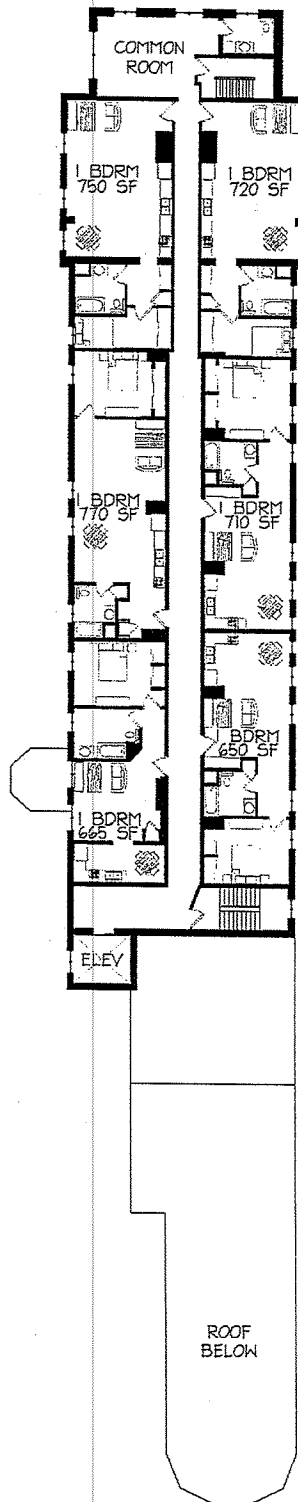 COMMON
ROOM
1 BDRM
750 SF
1 BDRM
720 SF
1 BDRM
770 SF
1 BDRM
710 SF
1 BDRM
650 SF
1 BDRM
665 SF
ELEV
ROOF
BELOW